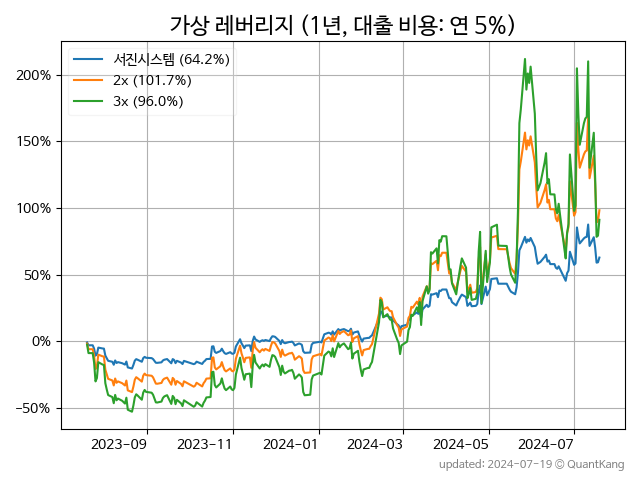 가상 레버리지 (1년, 대출 비용: 연 5%)
서진시스템 (64.2%)
2x (101.7%)
3x (96.0%)
200%
150%
100%
50%
0%
−50%
2023-09 2023-11 2024-01 2024-03 2024-05 2024-07
updated: 2024-07-19 © QuantKang